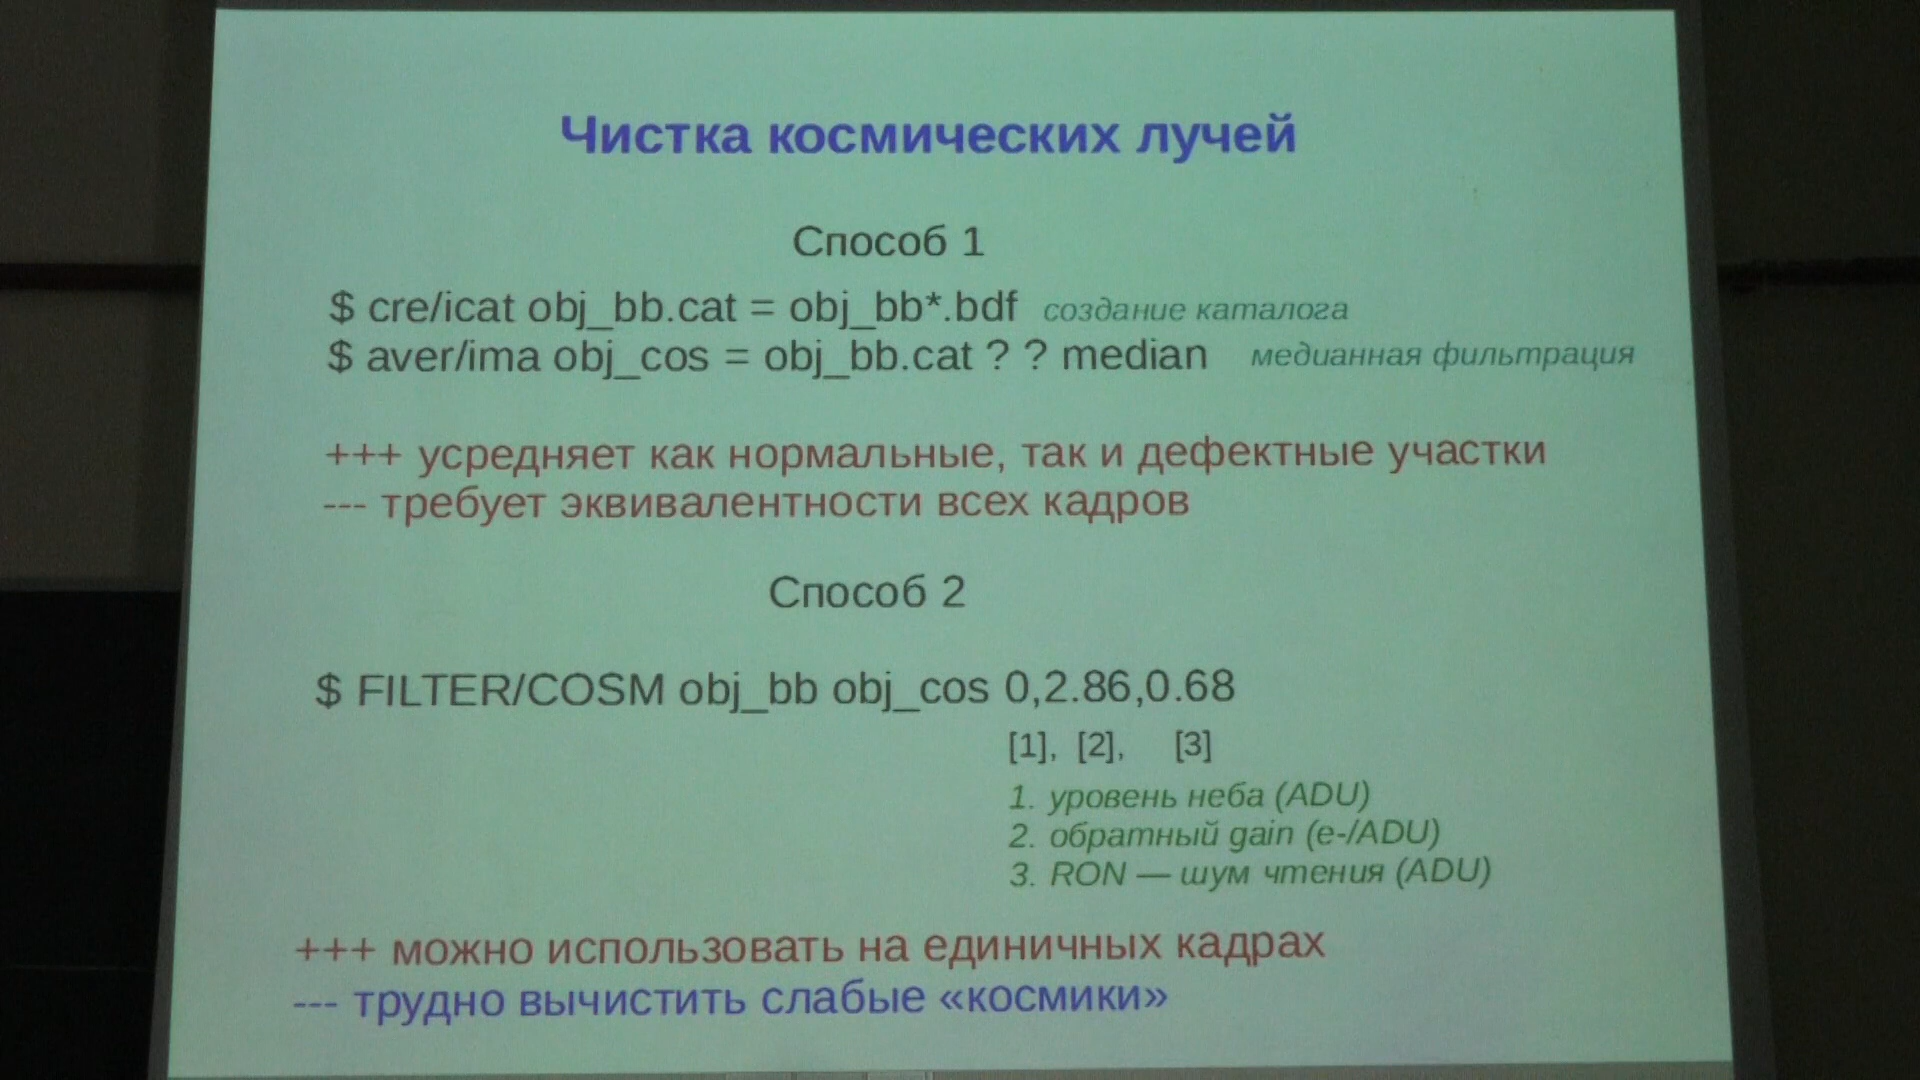 Чистка космических лучей
Способ 1
$ cre/icat obj_bb.cat = obj_bb*.bdf создание каталога
$ aver/ima obj_cos = obj_bb.cat ? ? median медианная фильтрация
+++ усредняет как нормальные, так и дефектные участки
--- требует эквивалентности всех кадров
Способ 2
$ FILTER/COSM obj_bb obj_cos 0,2.86,0.68
[1], [2], [3]
1. уровень неба (ADU)
2. обратный gain (e-/ADU)
3. RON — шум чтения (ADU)
+++ можно использовать на единичных кадрах
--- трудно вычистить слабые «космики»